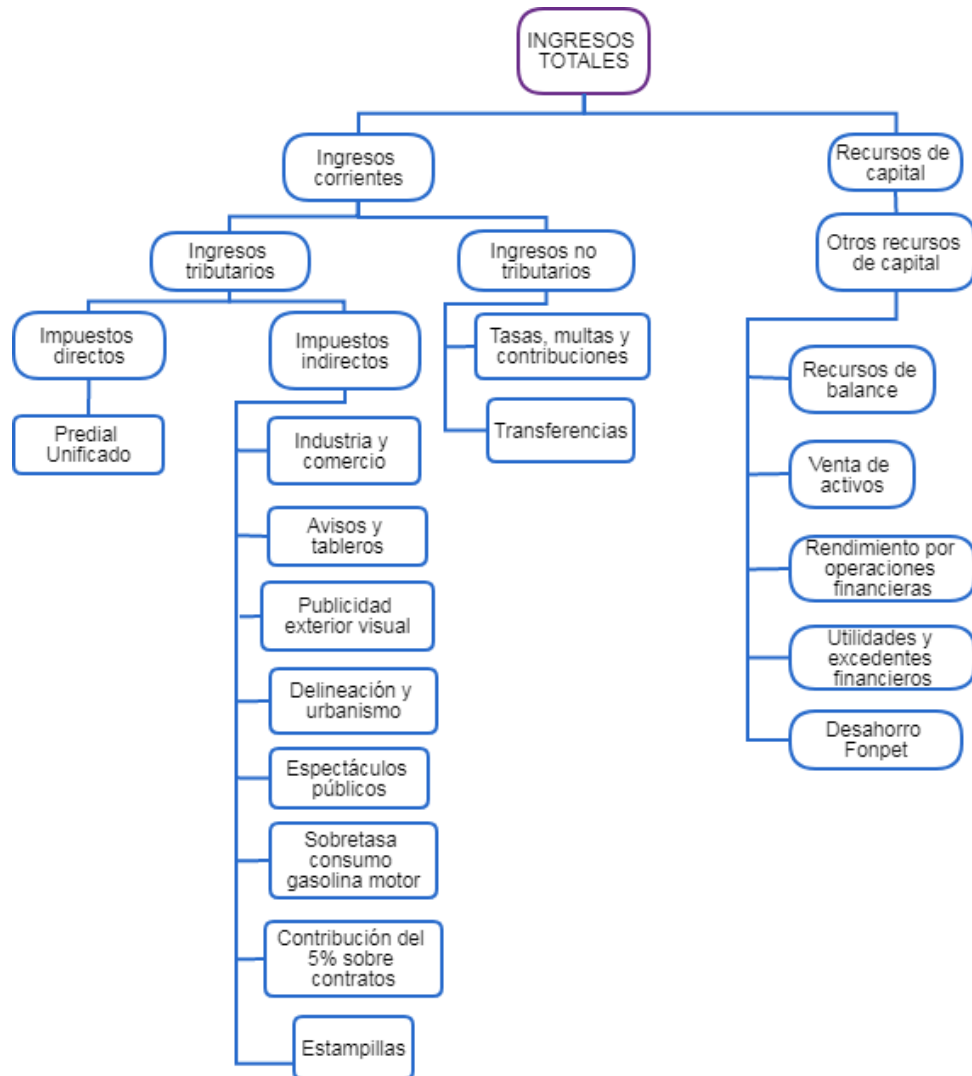 INGRESOS
TOTALES
Ingresos
corrientes
Recursos de
capital
Ingresos
tributarios
Ingresos no
tributarios
Otros recursos
de capital
Impuestos
directos
Impuestos
indirectos
Tasas, multas y
contribuciones
Transferencias
Predial
Unificado
Industria y
comercio
Avisos y
tableros
Publicidad
exterior visual
Delineación y
urbanismo
Espectáculos
públicos
Sobretasa
consumo
gasolina motor
Contribución del
5% sobre
contratos
Estampillas
Recursos de
balance
Venta de
activos
Rendimiento por
operaciones
financieras
Utilidades y
excedentes
financieros
Desahorro
Fonpet